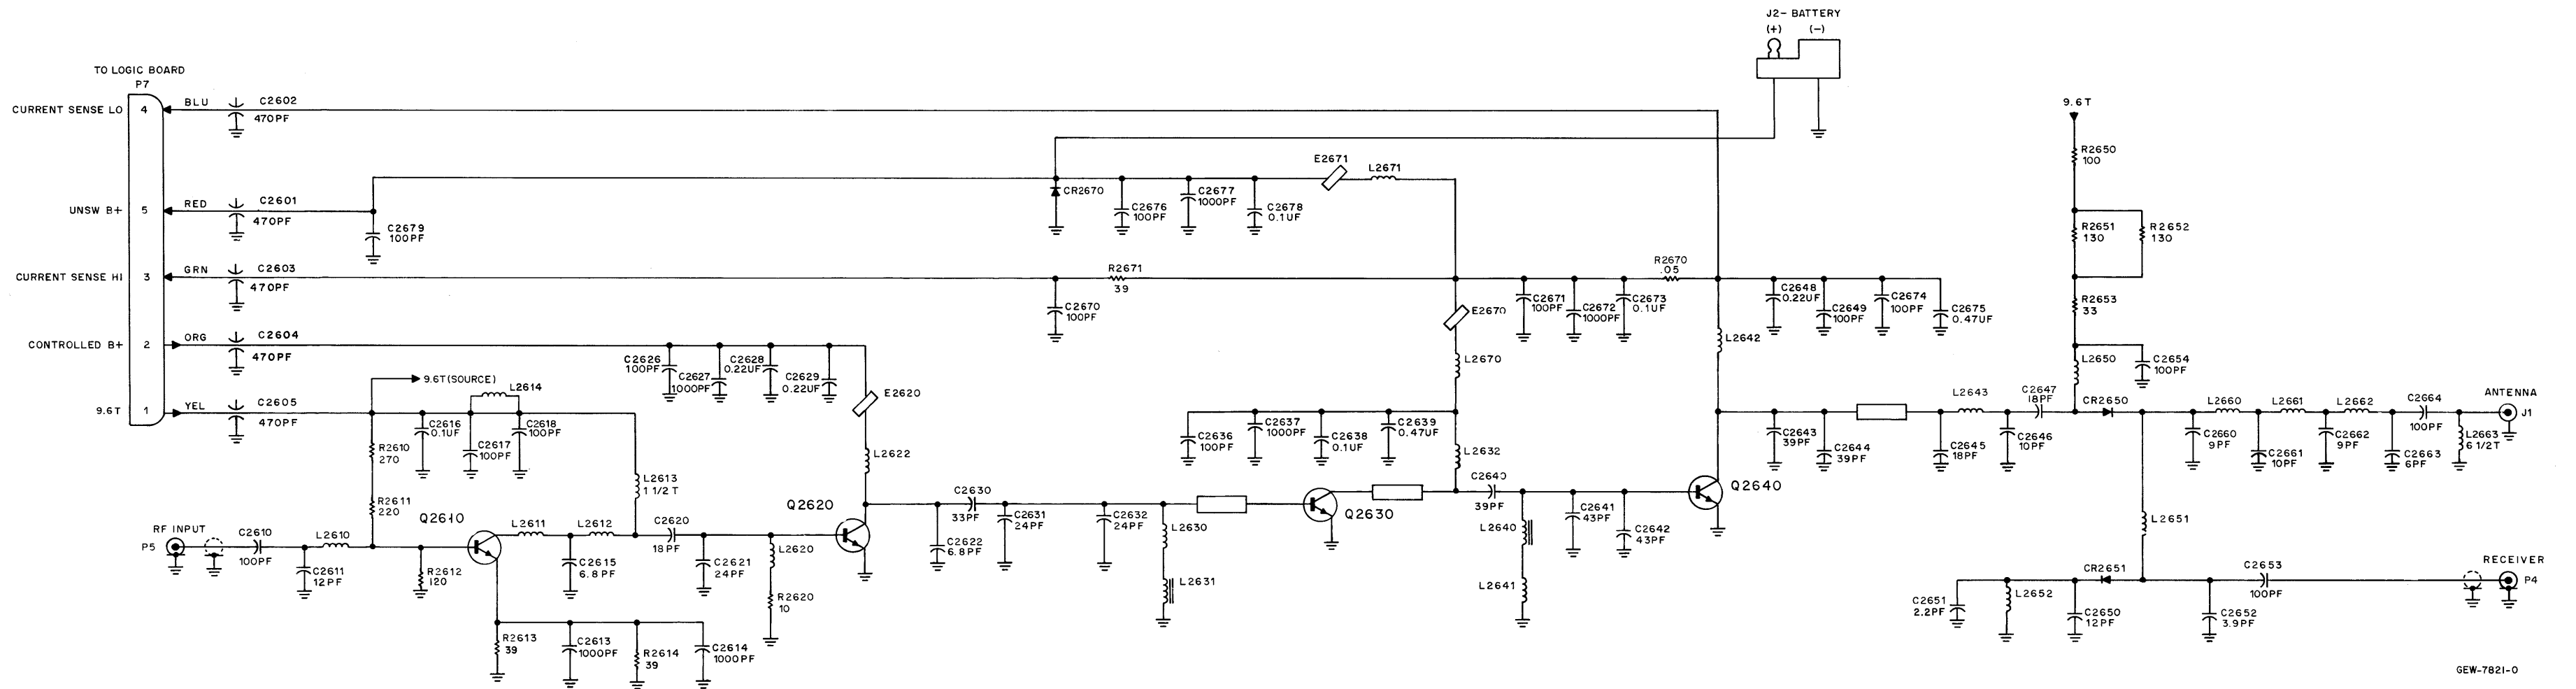 J2- BATTERY
(+) (-)
TO LOGIC BOARD
P7
CURRENT SENSE LO 4 BLU C2602
470PF
9.6T
R2650
100
E2671
L2671
CR2670
UNSW B+ 5 RED C2601
470PF
C2679
100PF
C2676
100PF
C2677
1000PF
C2678
0.1UF
R2651
130
R2652
130
CURRENT SENSE HI 3 GRN C2603
470PF
R2671
39
C2670
100PF
R2670
.05
E2670
C2671
100PF
C2672
1000PF
C2673
0.1UF
C2648
0.22UF
C2649
100PF
C2674
100PF
C2675
0.47UF
R2653
33
CONTROLLED B+ 2 ORG C2604
470PF
C2626
100PF
C2627
1000PF
C2628
0.22UF
C2629
0.22UF
E2620
L2670
L2642
L2650
C2654
100PF
9.6T(SOURCE)
L2614
9.6T 1 YEL C2605
470PF
R2610
270
C2616
0.1UF
C2617
100PF
C2618
100PF
L2613
1 1/2 T
L2622
C2636
100PF
C2637
1000PF
C2638
0.1UF
C2639
0.47UF
L2632
C2643
39PF
C2644
39PF
C2645
18PF
L2643
C2646
10PF
C2647
18PF
CR2650
C2660
9PF
L2660
C2661
10PF
L2661
C2662
9PF
L2662
C2663
6PF
C2664
100PF
L2663
6 1/2T
ANTENNA
J1
R2611
220
RF INPUT
P5
C2610
100PF
C2611
12PF
L2610
R2612
120
Q2610
L2611
C2615
6.8PF
L2612
C2620
18PF
C2621
24PF
L2620
R2620
10
Q2620
C2622
6.8PF
C2630
33PF
C2631
24PF
C2632
24PF
L2630
L2631
Q2630
C2640
39PF
L2640
L2641
C2641
43PF
C2642
43PF
Q2640
L2651
R2613
39
C2613
1000PF
R2614
39
C2614
1000PF
C2651
2.2PF
L2652
C2650
12PF
CR2651
C2652
3.9PF
C2653
100PF
RECEIVER
P4
GEW-7821-0